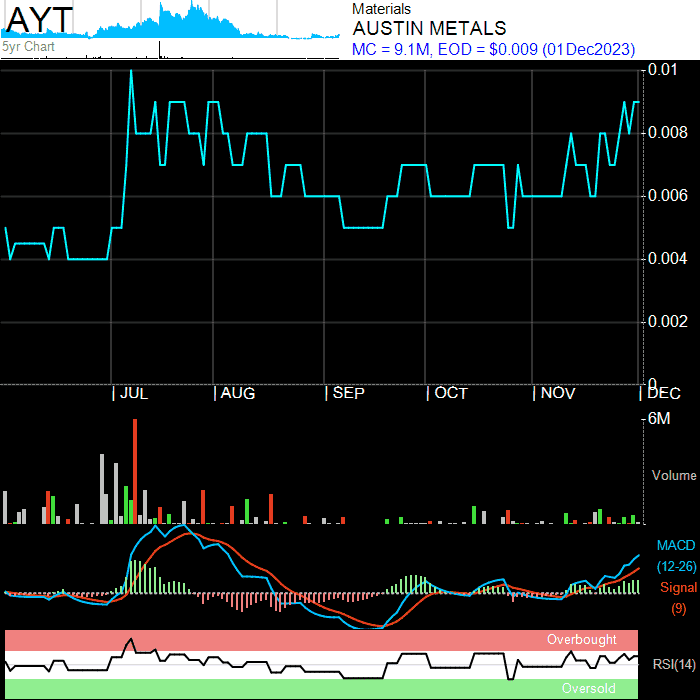 AYT
5yr Chart
Materials
AUSTIN METALS
MC = 9.1M, EOD = $0.009 (01Dec2023)
0.01
0.008
0.006
0.004
0.002
0
| JUL | AUG | SEP | OCT | NOV | DEC
6M
Volume
MACD
(12-26)
Signal
(9)
Overbought
RSI(14)
Oversold